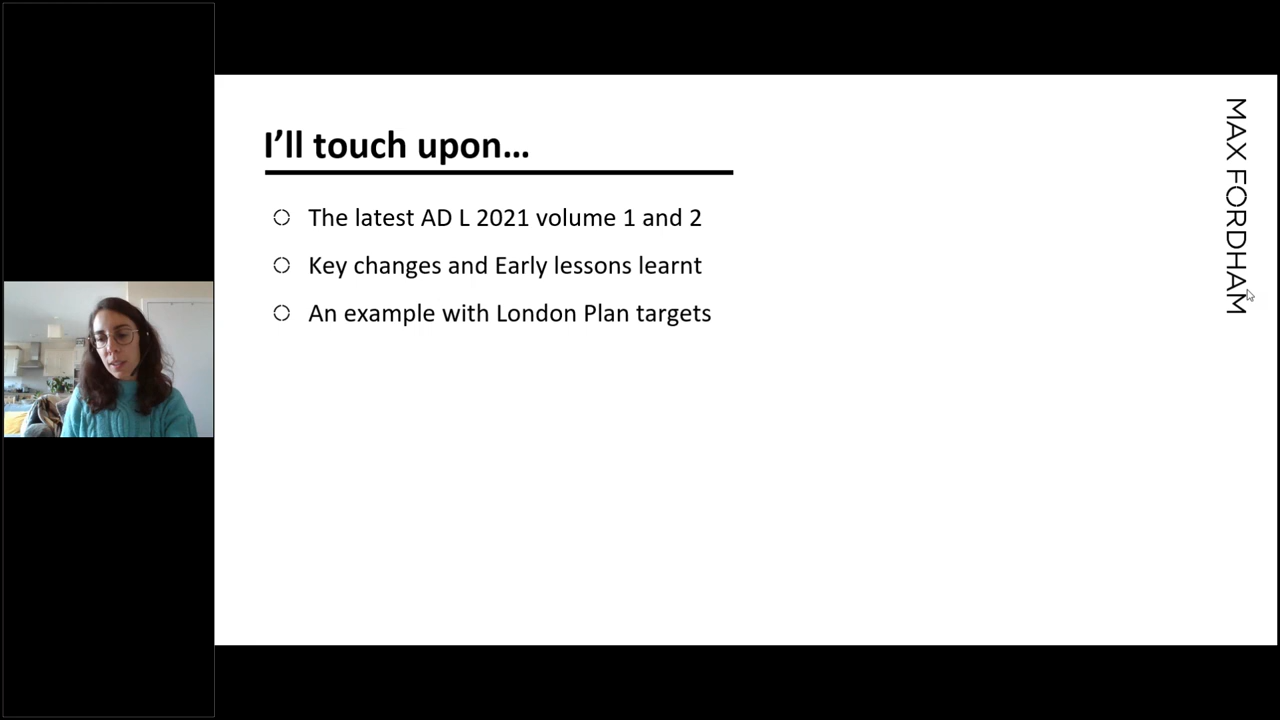 I’ll touch upon...
The latest AD L 2021 volume 1 and 2
Key changes and Early lessons learnt
An example with London Plan targets
MAX FORDHAM